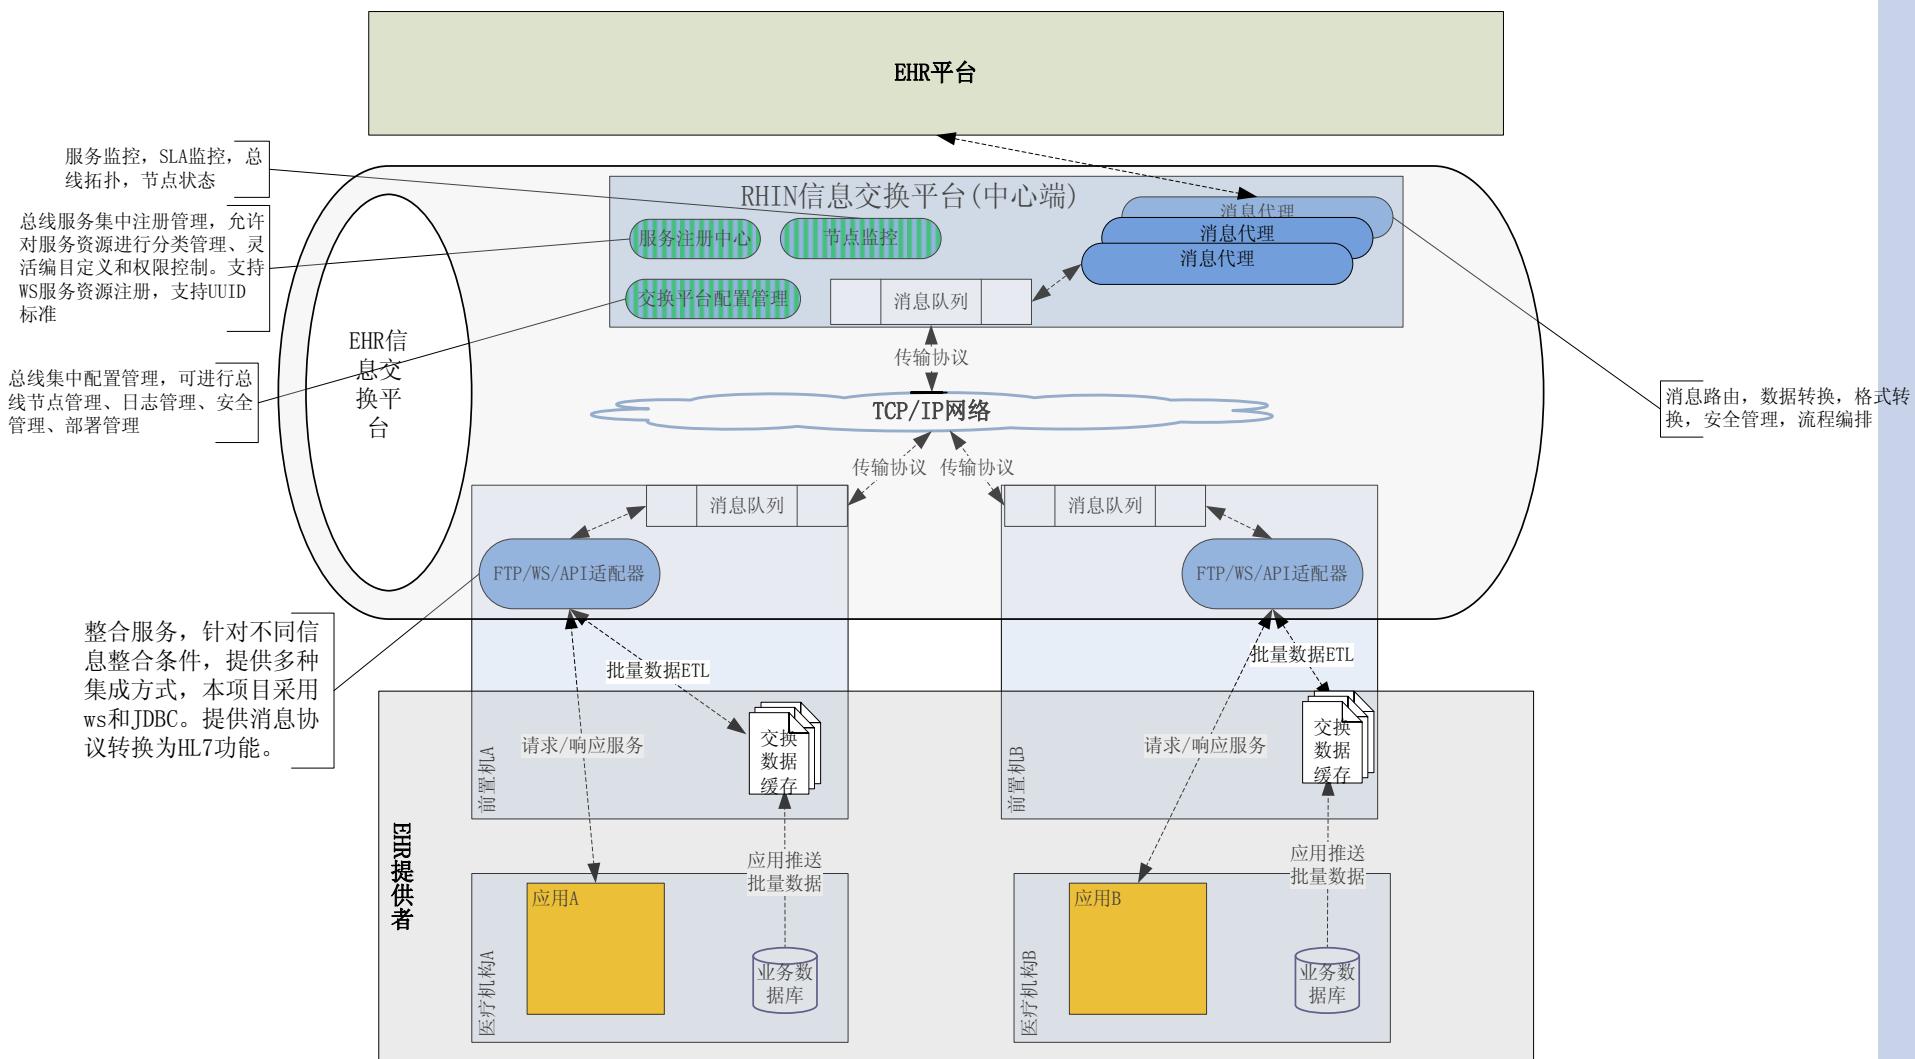 EHR平台
服务监控，SLA监控，总
线拓扑，节点状态
RHIN信息交换平台(中心端)
消息代理
消息代理
消息代理
服务注册中心
节点监控
交换平台配置管理
消息队列
总线服务集中注册管理，允许
对服务资源进行分类管理、灵
活编目定义和权限控制。支持
WS服务资源注册，支持UUID
标准
EHR信
息交
换平
台
传输协议
总线集中配置管理，可进行总
线节点管理、日志管理、安全
管理、部署管理
消息路由，数据转换，格式转
换，安全管理，流程编排
TCP/IP网络
传输协议
传输协议
消息队列
消息队列
FTP/WS/API适配器
FTP/WS/API适配器
整合服务，针对不同信
息整合条件，提供多种
集成方式，本项目采用
ws和JDBC。提供消息协
议转换为HL7功能。
批量数据ETL
批量数据ETL
请求/响应服务
交换
数据
缓存
请求/响应服务
交换
数据
缓存
前置机A
前置机B
EHR提供者
应用推送
批量数据
应用推送
批量数据
应用A
应用B
业务数
据库
业务数
据库
医疗机构A
医疗机构B